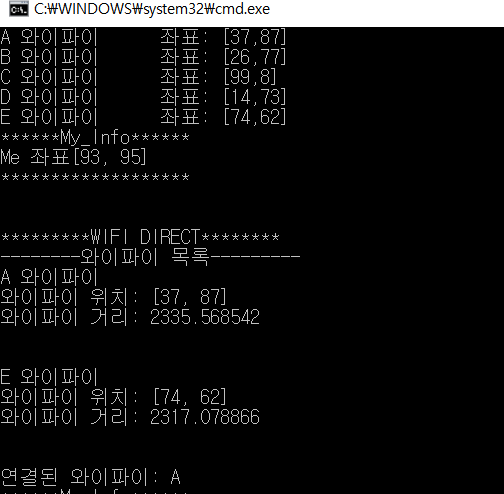 C:\WINDOWS\system32\cmd.exe
A 와이파이 좌표: [37,87]
B 와이파이 좌표: [26,77]
C 와이파이 좌표: [99,8]
D 와이파이 좌표: [14,73]
E 와이파이 좌표: [74,62]
******My_Info******
Me 좌표[93, 95]
*******************
*********WIFI DIRECT********
--------와이파이 목록---------
A 와이파이
와이파이 위치: [37, 87]
와이파이 거리: 2335.568542
E 와이파이
와이파이 위치: [74, 62]
와이파이 거리: 2317.078866
연결된 와이파이: A
******My_Info******